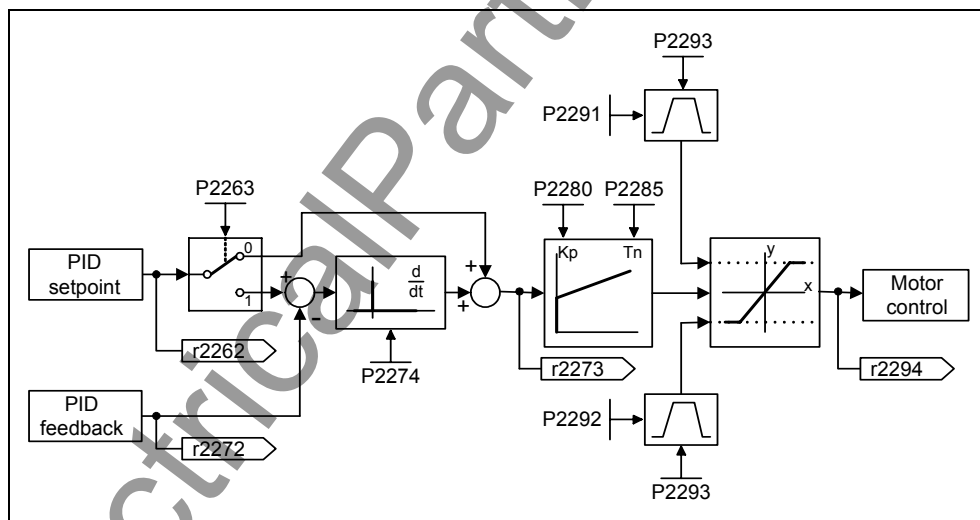 P2293
P2291
P2263
P2280
P2285
PID
setpoint
0
1
+
-
d
dt
+
+
Kp
Tn
y
x
Motor
control
r2262
P2274
r2273
r2294
PID
feedback
r2272
P2292
P2293
ectricalPart